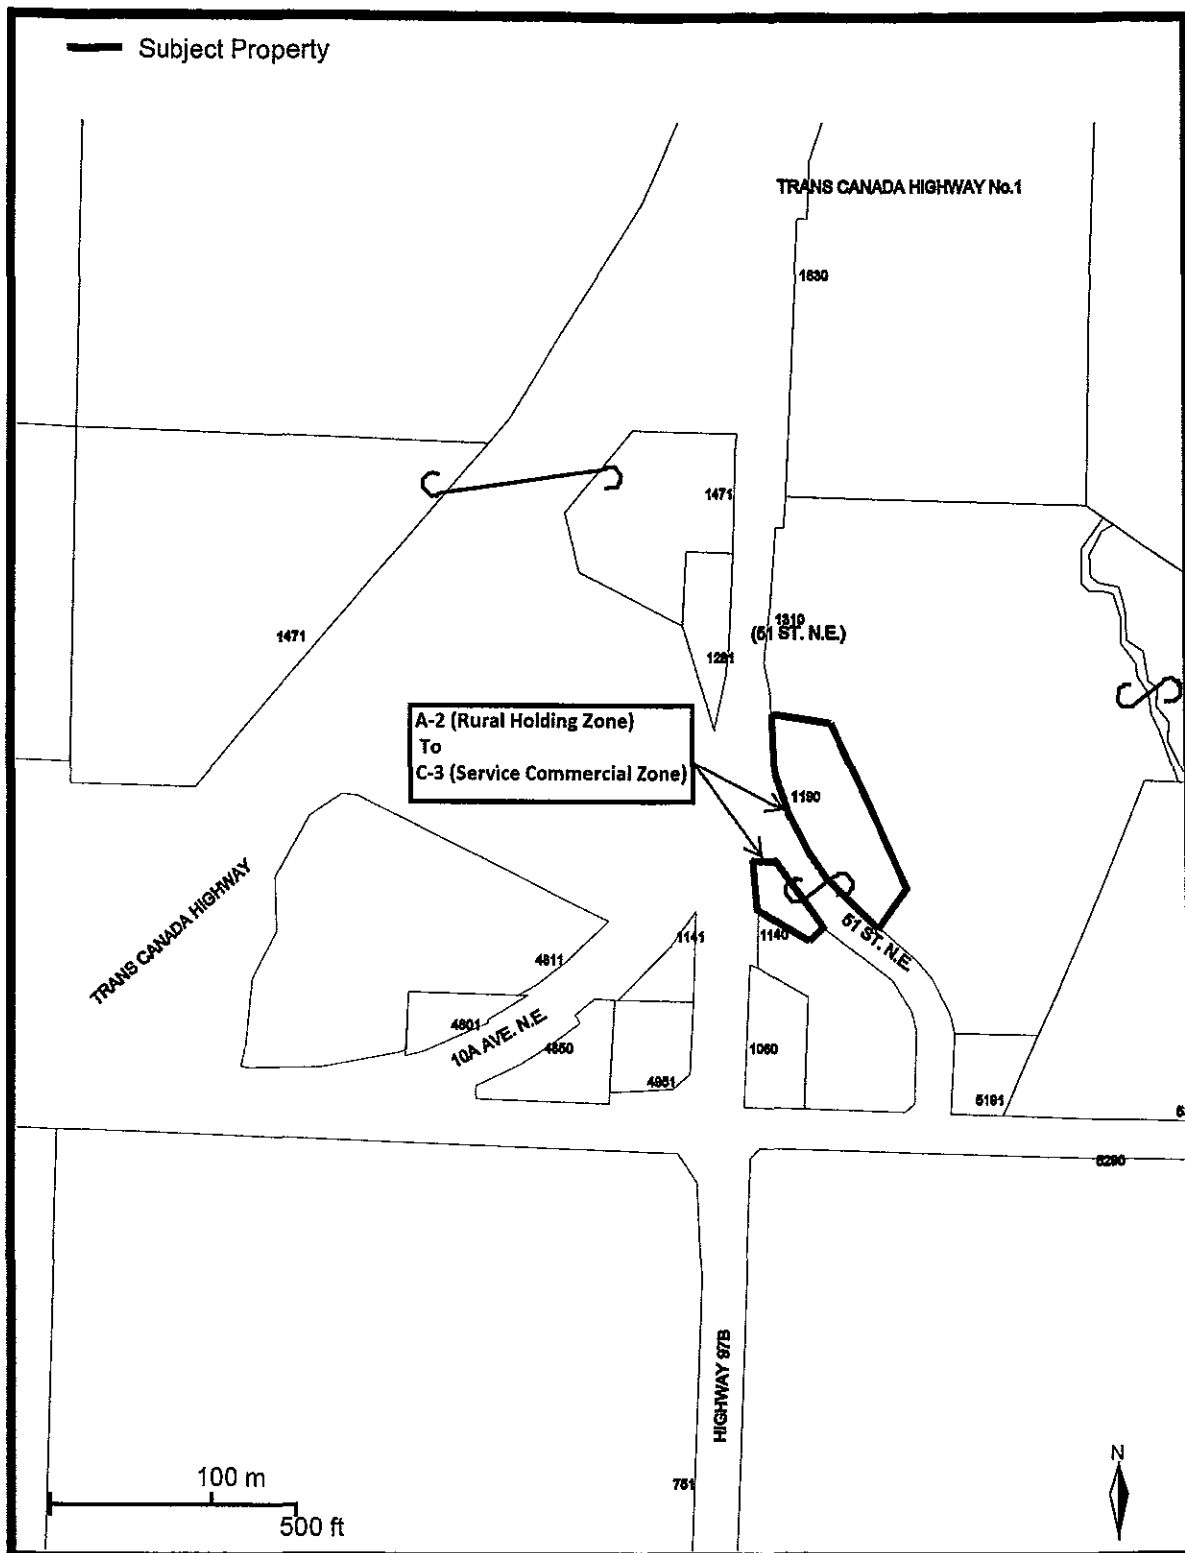 Subject Property
TRANS CANADA HIGHWAY No.1
1630
1471
1310
(51 ST. N.E.)
1471
1281
A-2 (Rural Holding Zone)
To
C-3 (Service Commercial Zone)
1190
TRANS CANADA HIGHWAY
1141
1140
51 ST. N.E.
4811
4801
10A AVE. N.E.
4850
1060
4951
5191
5290
HIGHWAY 97B
751
100 m
500 ft
N